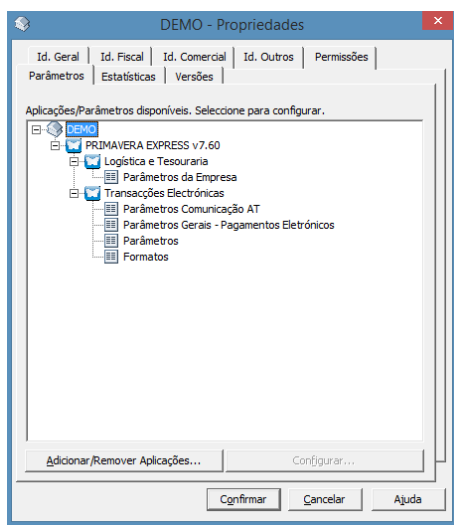 DEMO - Propriedades
Id. Geral Id. Fiscal Id. Comercial Id. Outros Permissões
Parâmetros Estatísticas Versões
Aplicações/Parâmetros disponíveis. Seleccione para configurar.
DEMO
PRIMAVERA EXPRESS v7.60
Logística e Tesouraria
Parâmetros da Empresa
Transacções Electrónicas
Parâmetros Comunicação AT
Parâmetros Gerais - Pagamentos Eletrónicos
Parâmetros
Formatos
Adicionar/Remover Aplicações... Configurar...
Confirmar Cancelar Ajuda